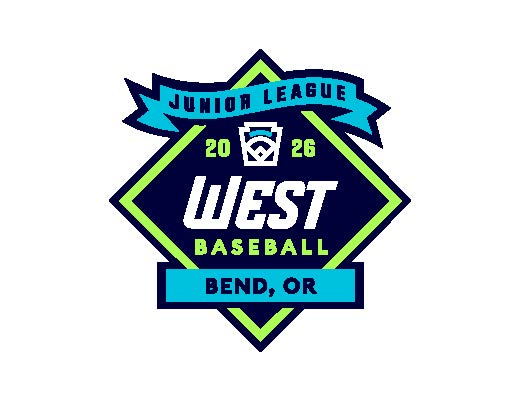 JUNIOR LEAGUE
20 26
WEST
BASEBALL
BEND, OR